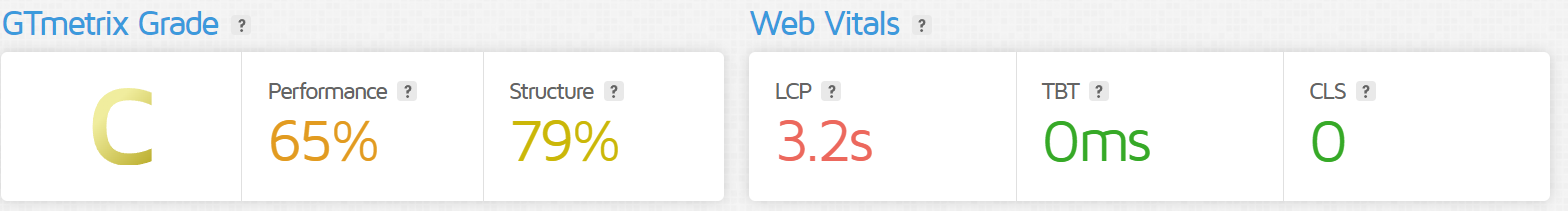 GTmetrix Grade ?
Web Vitals ?
C
Performance ?
65%
Structure ?
79%
LCP ?
3.2s
TBT ?
0ms
CLS ?
0